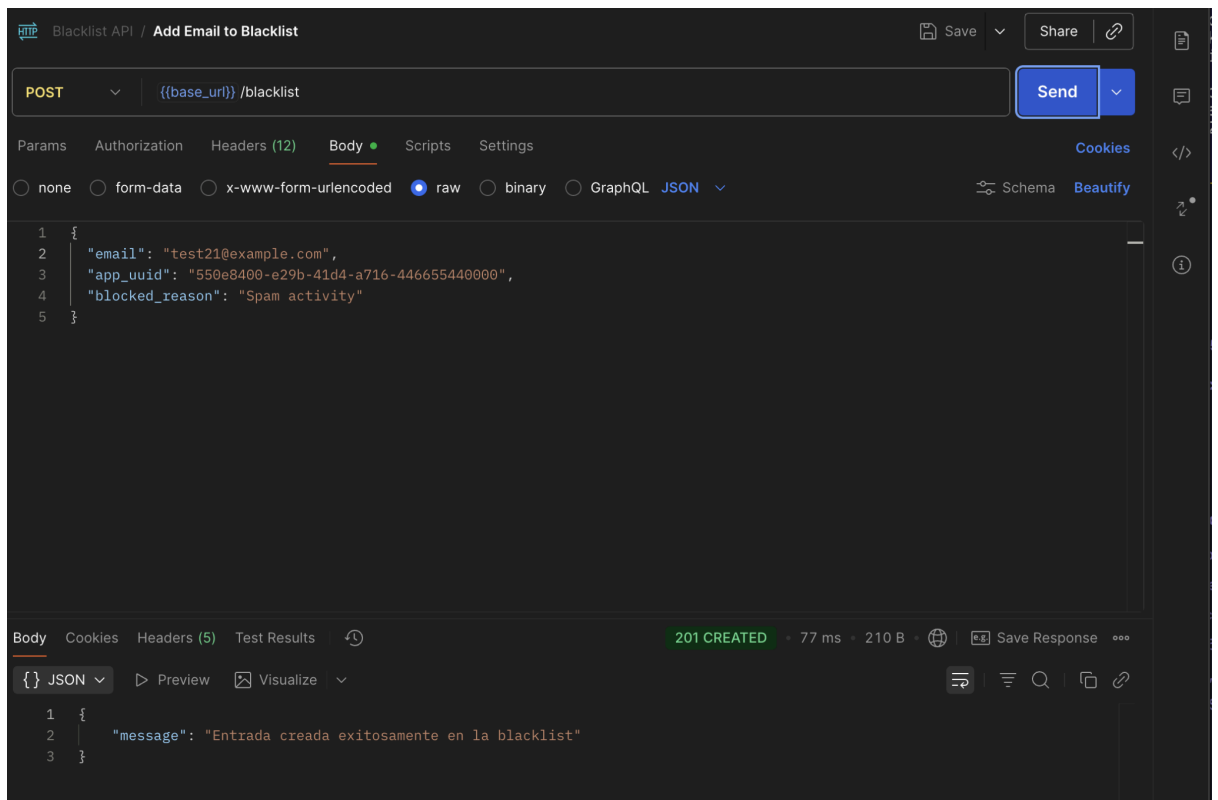 HTTP Blacklist API / Add Email to Blacklist Save Share
POST {{base_url}} /blacklist Send
Params Authorization Headers (12) Body Scripts Settings Cookies
none form-data x-www-form-urlencoded raw binary GraphQL JSON Schema Beautify
1 {
2 "email": "test21@example.com",
3 "app_uuid": "550e8400-e29b-41d4-a716-446655440000",
4 "blocked_reason": "Spam activity"
5 }
Body Cookies Headers (5) Test Results 201 CREATED • 77 ms • 210 B • e.g. Save Response
{} JSON Preview Visualize
1 {
2 "message": "Entrada creada exitosamente en la blacklist"
3 }